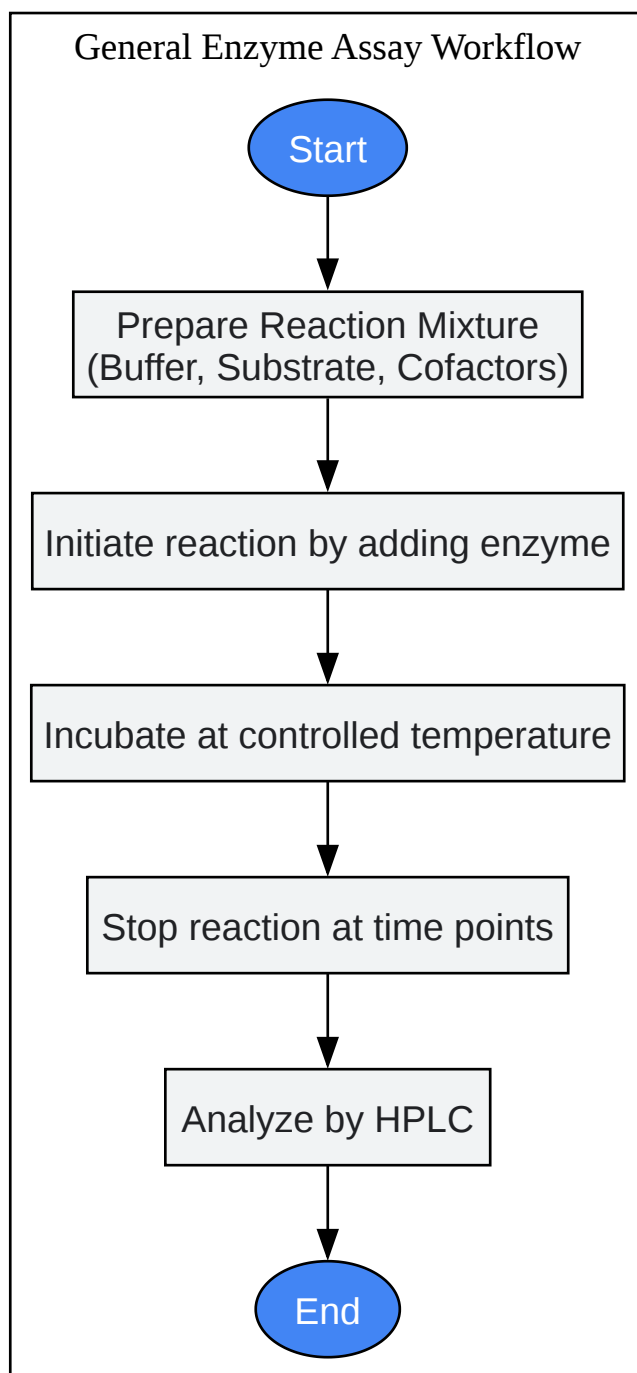 General Enzyme Assay Workflow
Start
Prepare Reaction Mixture
(Buffer, Substrate, Cofactors)
Initiate reaction by adding enzyme
Incubate at controlled temperature
Stop reaction at time points
Analyze by HPLC
End